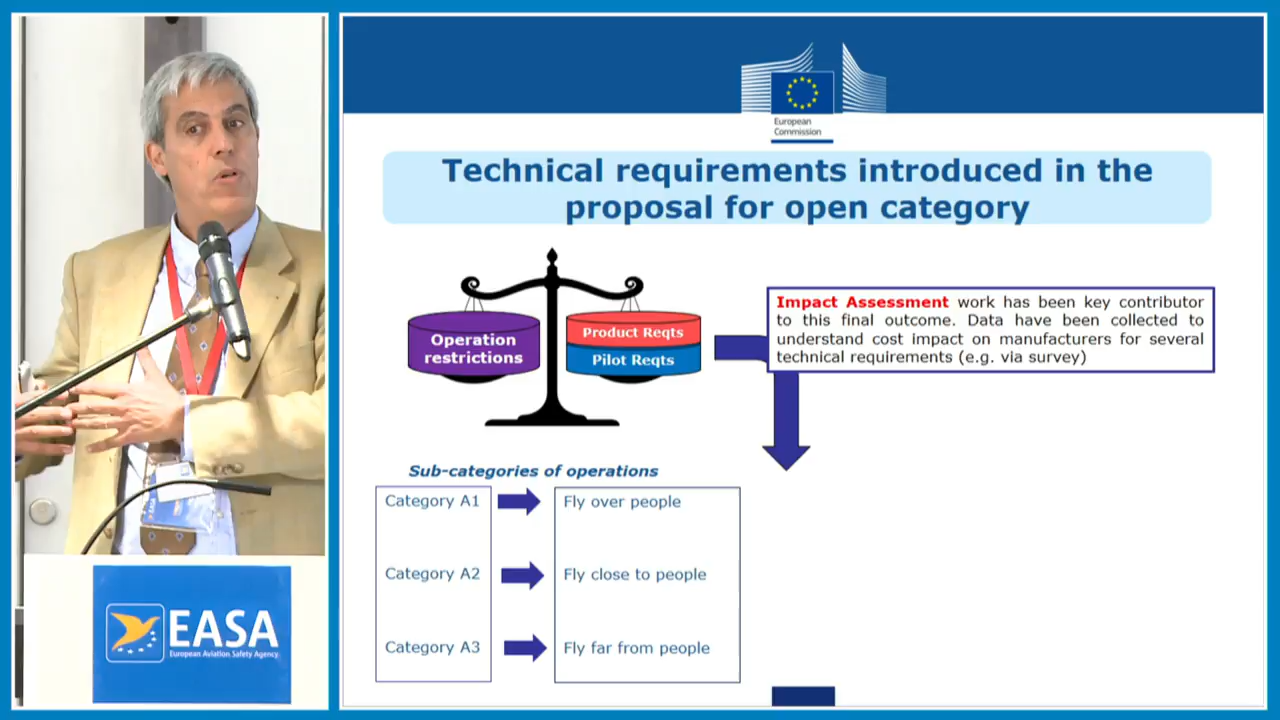 European
Commission
Technical requirements introduced in the
proposal for open category
Operation
restrictions
Product Reqts
Pilot Reqts
Impact Assessment work has been key contributor
to this final outcome. Data have been collected to
understand cost impact on manufacturers for several
technical requirements (e.g. via survey)
Sub-categories of operations
Category A1
Fly over people
Category A2
Fly close to people
Category A3
Fly far from people
EASA
European Aviation Safety Agency